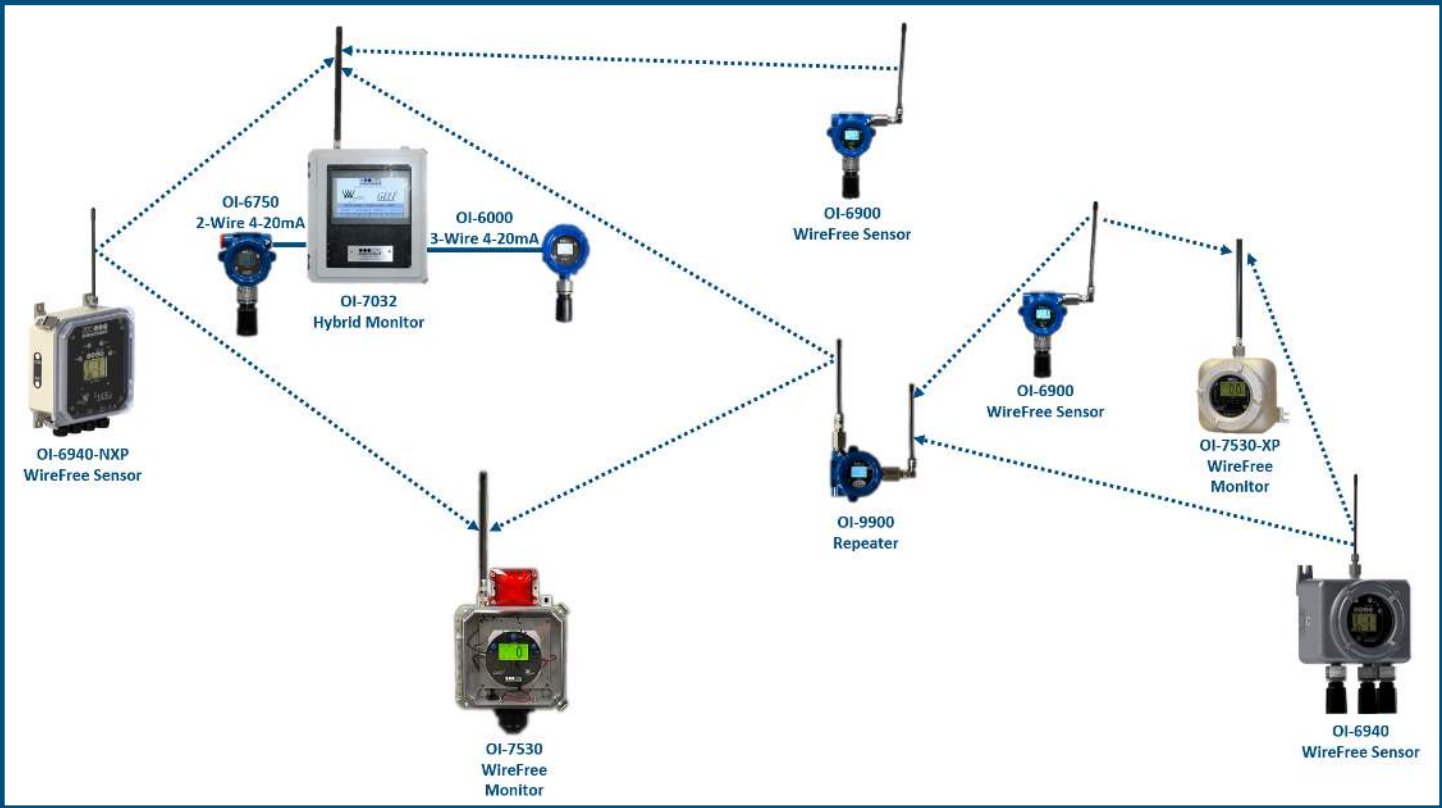 OI-6750
2-Wire 4-20mA
OI-6000
3-Wire 4-20mA
OI-7032
Hybrid Monitor
OI-6900
WireFree Sensor
OI-6940-NXP
WireFree Sensor
OI-6900
WireFree Sensor
OI-7530-XP
WireFree
Monitor
OI-9900
Repeater
OI-7530
WireFree
Monitor
OI-6940
WireFree Sensor